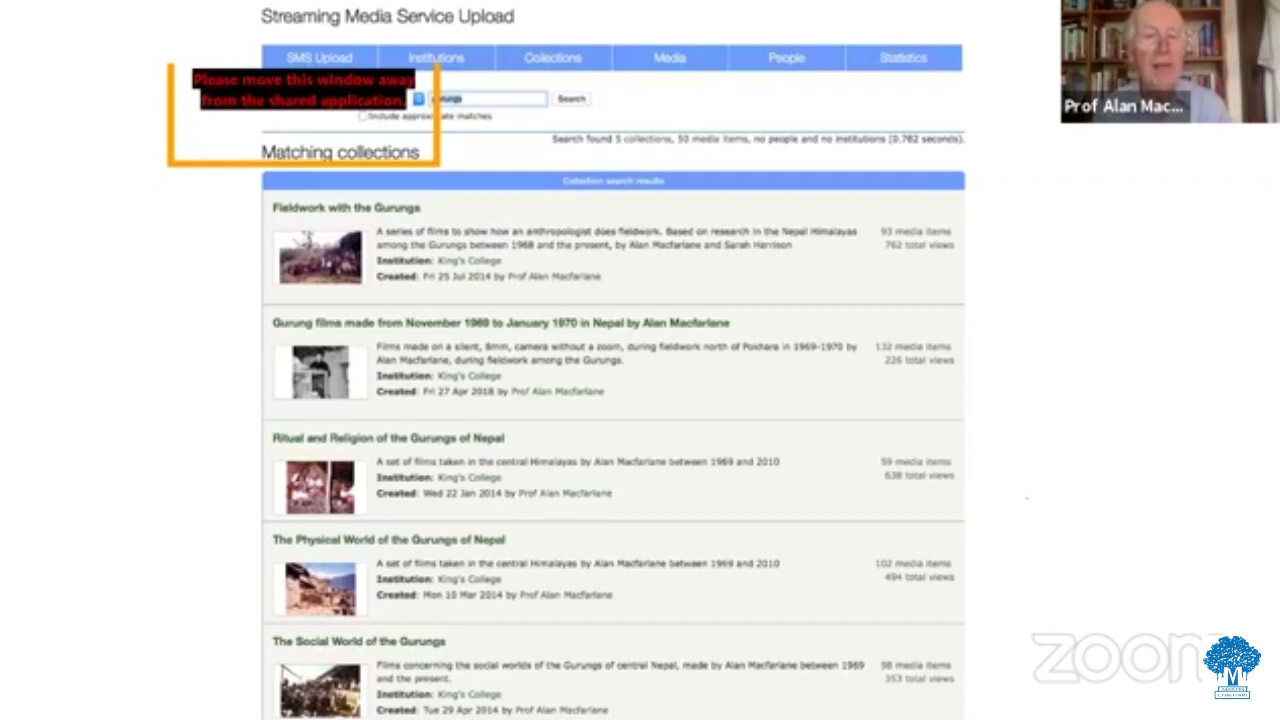 Streaming Media Service Upload
SMS Upload Institutions Collections Media People Statistics
Please move this window away
from the shared application.
gurungs Search
Include approximate matches
Search found 5 collections, 50 media items, no people and no institutions (0.782 seconds).
Matching collections
Collection search results
Fieldwork with the Gurungs
A series of films to show how an anthropologist does fieldwork. Based on research in the Nepal Himalayas 93 media items
among the Gurungs between 1968 and the present, by Alan Macfarlane and Sarah Harrison 762 total views
Institution: King's College
Created: Fri 25 Jul 2014 by Prof Alan Macfarlane
Gurung films made from November 1969 to January 1970 in Nepal by Alan Macfarlane
Films made on a silent, 8mm, camera without a zoom, during fieldwork north of Pokhara in 1969-1970 by 132 media items
Alan Macfarlane, during fieldwork among the Gurungs. 226 total views
Institution: King's College
Created: Fri 27 Apr 2018 by Prof Alan Macfarlane
Ritual and Religion of the Gurungs of Nepal
A set of films taken in the central Himalayas by Alan Macfarlane between 1969 and 2010 59 media items
Institution: King's College 638 total views
Created: Wed 22 Jan 2014 by Prof Alan Macfarlane
The Physical World of the Gurungs of Nepal
A set of films taken in the central Himalayas by Alan Macfarlane between 1969 and 2010 102 media items
Institution: King's College 494 total views
Created: Mon 10 Mar 2014 by Prof Alan Macfarlane
The Social World of the Gurungs
Films concerning the social worlds of the Gurungs of central Nepal, made by Alan Macfarlane between 1969 98 media items
and the present. 353 total views
Institution: King's College
Created: Tue 29 Apr 2014 by Prof Alan Macfarlane
Prof Alan Mac...
zoom
M
MARTIN
CHAUTARI